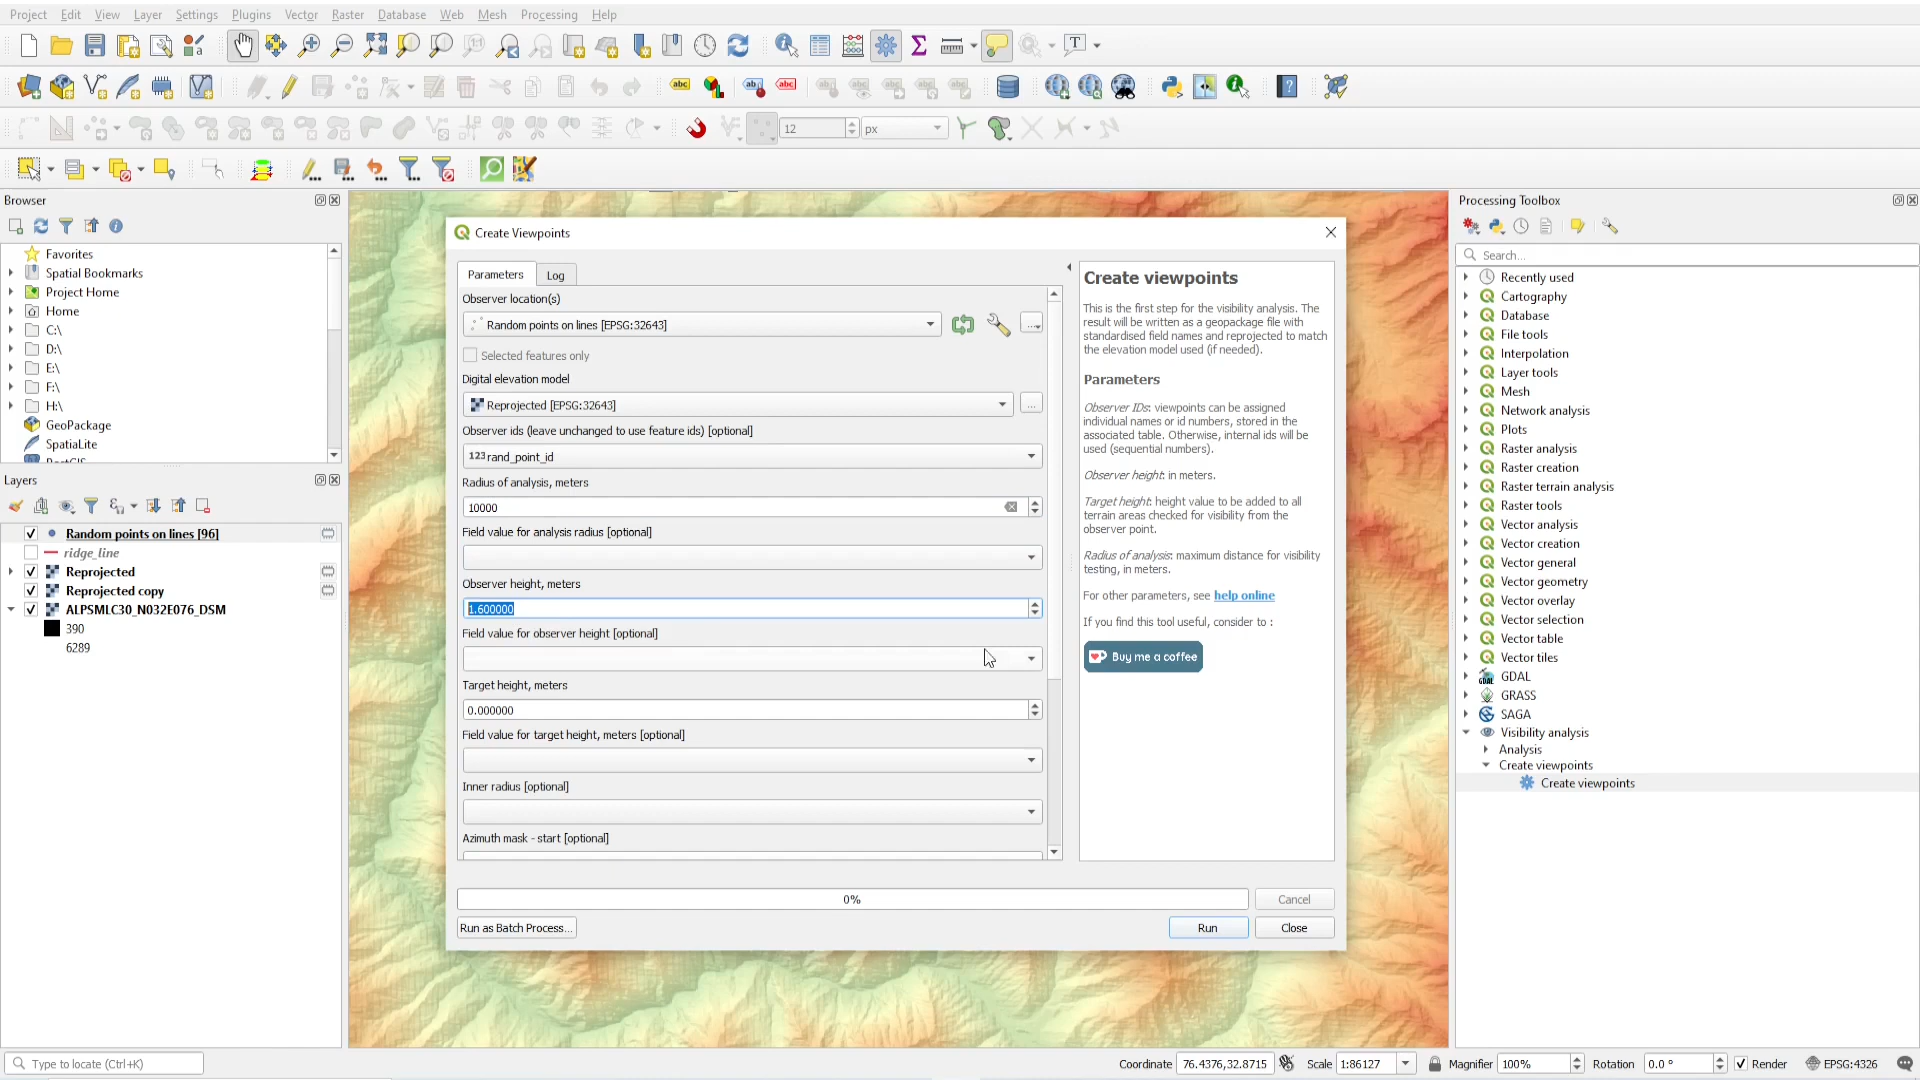 Project Edit View Layer Settings Plugins Vector Raster Database Web Mesh Processing Help
12 px
Browser
Favorites
Spatial Bookmarks
Project Home
Home
C:\
D:\
E:\
F:\
H:\
GeoPackage
SpatiaLite
Layers
Random points on lines [96]
ridge_line
Reprojected
Reprojected copy
ALPSMLC30_N032E076_DSM
390
6289
Create Viewpoints
Parameters Log
Observer location(s)
Random points on lines [EPSG:32643]
Selected features only
Digital elevation model
Reprojected [EPSG:32643]
Observer ids (leave unchanged to use feature ids) [optional]
123 rand_point_id
Radius of analysis, meters
10000
Field value for analysis radius [optional]
Observer height, meters
1.600000
Field value for observer height [optional]
Target height, meters
0.000000
Field value for target height, meters [optional]
Inner radius [optional]
Azimuth mask - start [optional]
0%
Cancel
Run as Batch Process...
Run
Close
Create viewpoints
This is the first step for the visibility analysis. The
result will be written as a geopackage file with
standardised field names and reprojected to match
the elevation model used (if needed).
Parameters
Observer IDs: viewpoints can be assigned
individual names or id numbers, stored in the
associated table. Otherwise, internal ids will be
used (sequential numbers).
Observer height: in meters.
Target height: height value to be added to all
terrain areas checked for visibility from the
observer point.
Radius of analysis: maximum distance for visibility
testing, in meters.
For other parameters, see help online
If you find this tool useful, consider to :
Buy me a coffee
Processing Toolbox
Search...
Recently used
Cartography
Database
File tools
Interpolation
Layer tools
Mesh
Network analysis
Plots
Raster analysis
Raster creation
Raster terrain analysis
Raster tools
Vector analysis
Vector creation
Vector general
Vector geometry
Vector overlay
Vector selection
Vector table
Vector tiles
GDAL
GRASS
SAGA
Visibility analysis
Analysis
Create viewpoints
Create viewpoints
Type to locate (Ctrl+K)
Coordinate 76.4376,32.8715 Scale 1:86127 Magnifier 100% Rotation 0.0 ° Render EPSG:4326